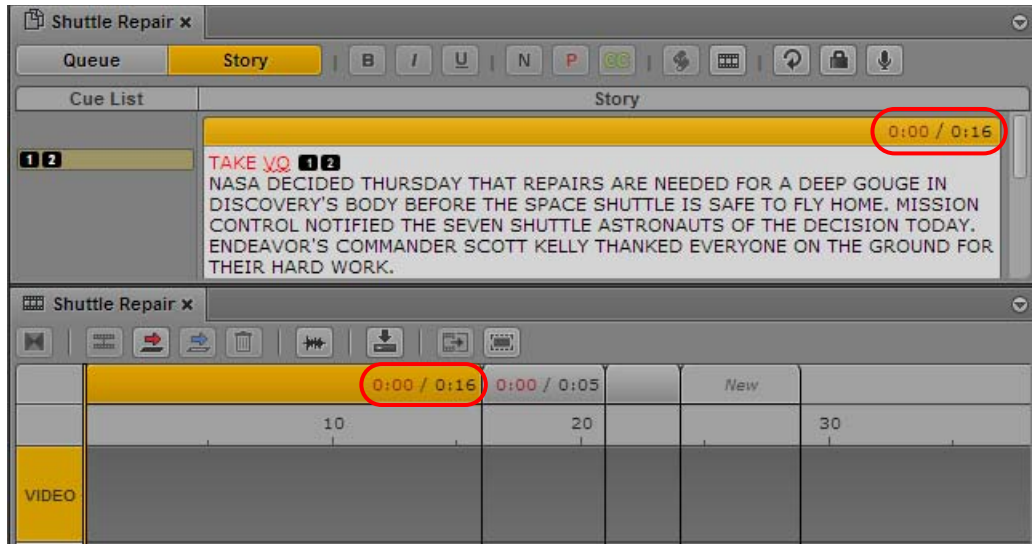 Shuttle Repair ×
Queue Story B I U N P CC
Cue List Story
0:00 / 0:16
1 2 TAKE VO 1 2
NASA DECIDED THURSDAY THAT REPAIRS ARE NEEDED FOR A DEEP GOUGE IN
DISCOVERY'S BODY BEFORE THE SPACE SHUTTLE IS SAFE TO FLY HOME. MISSION
CONTROL NOTIFIED THE SEVEN SHUTTLE ASTRONAUTS OF THE DECISION TODAY.
ENDEAVOR'S COMMANDER SCOTT KELLY THANKED EVERYONE ON THE GROUND FOR
THEIR HARD WORK.
Shuttle Repair ×
0:00 / 0:16 0:00 / 0:05 New
10 20 30
VIDEO